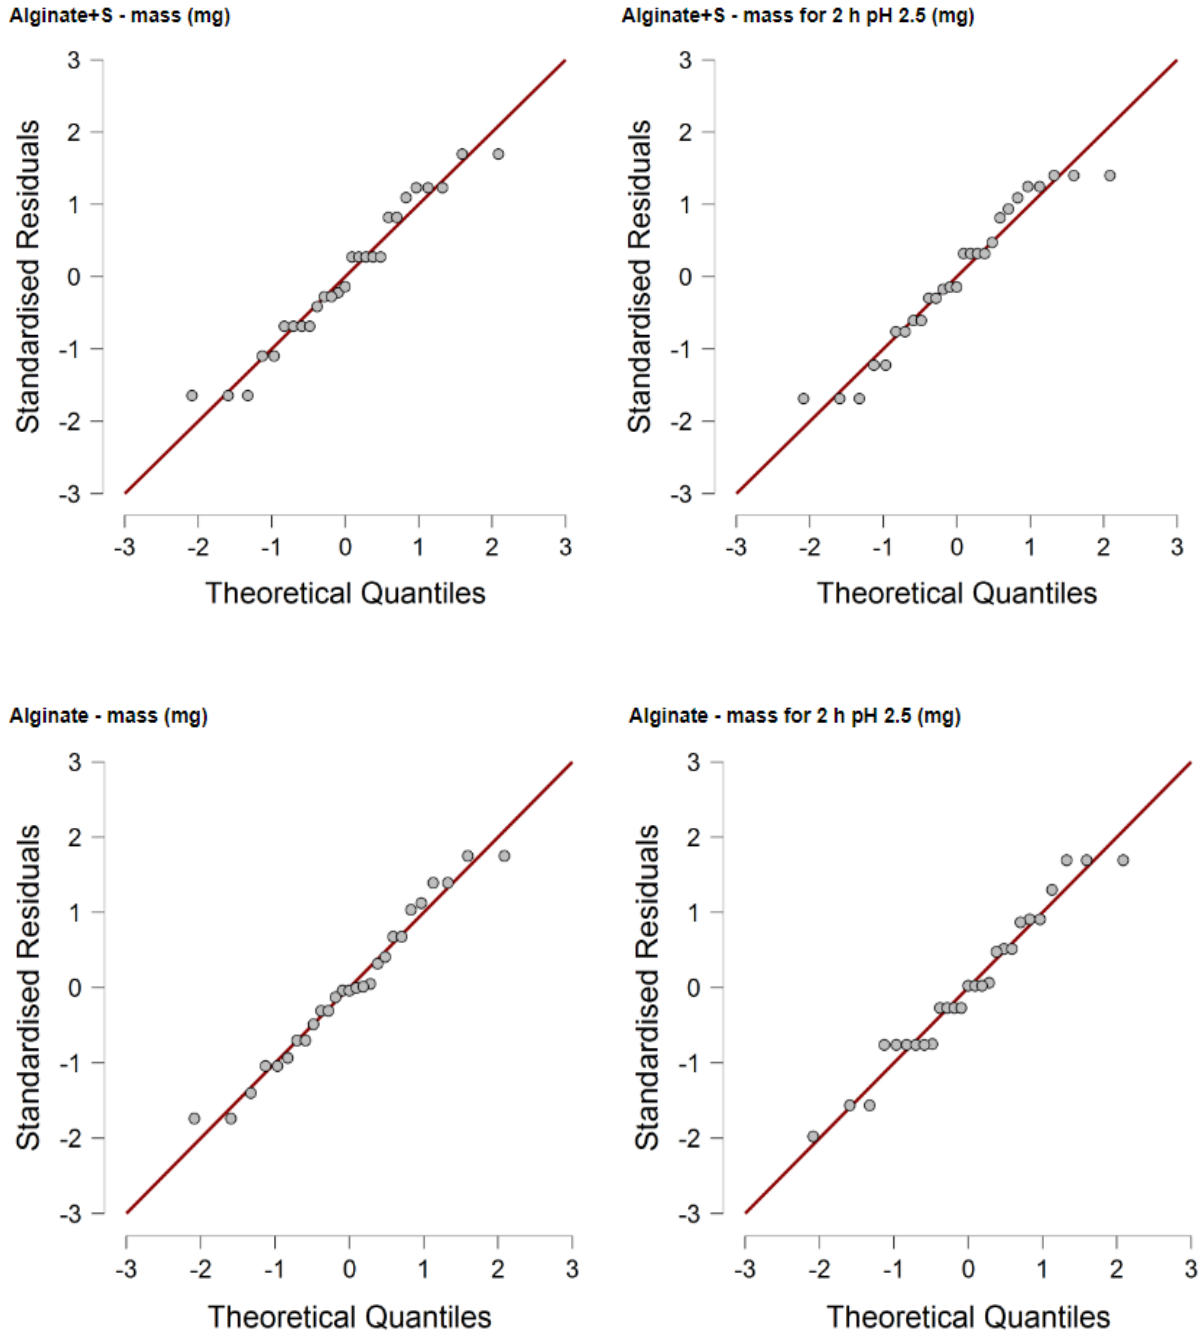 Alginate+S - mass (mg)
3
2
1
0
-1
-2
-3
Standardised Residuals
-3 -2 -1 0 1 2 3
Theoretical Quantiles
Alginate+S - mass for 2 h pH 2.5 (mg)
3
2
1
0
-1
-2
-3
Standardised Residuals
-3 -2 -1 0 1 2 3
Theoretical Quantiles
Alginate - mass (mg)
3
2
1
0
-1
-2
-3
Standardised Residuals
-3 -2 -1 0 1 2 3
Theoretical Quantiles
Alginate - mass for 2 h pH 2.5 (mg)
3
2
1
0
-1
-2
-3
Standardised Residuals
-3 -2 -1 0 1 2 3
Theoretical Quantiles